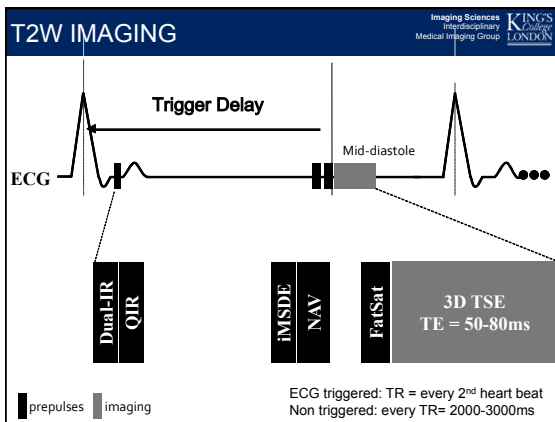 T2W IMAGING
Imaging Sciences
Interdisciplinary
Medical Imaging Group
KING'S
College
LONDON
Trigger Delay
Mid-diastole
ECG
Dual-IR
QIR
iMSDE
NAV
FatSat
3D TSE
TE = 50-80ms
prepulses
imaging
ECG triggered: TR = every 2nd heart beat
Non triggered: every TR= 2000-3000ms